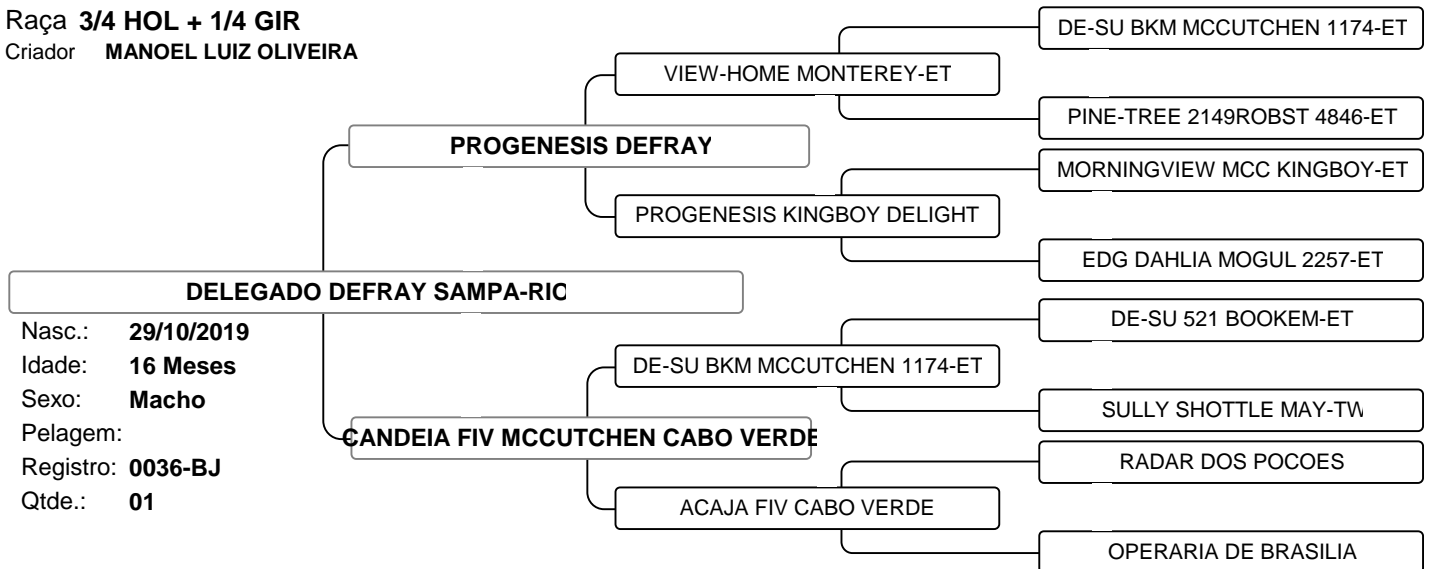 Raça 3/4 HOL + 1/4 GIR
Criador MANOEL LUIZ OLIVEIRA
DE-SU BKM MCCUTCHEN 1174-ET
VIEW-HOME MONTEREY-ET
PINE-TREE 2149ROBST 4846-ET
PROGENESIS DEFRAY
MORNINGVIEW MCC KINGBOY-ET
PROGENESIS KINGBOY DELIGHT
EDG DAHLIA MOGUL 2257-ET
DELEGADO DEFRAY SAMPA-RIO
DE-SU 521 BOOKEM-ET
DE-SU BKM MCCUTCHEN 1174-ET
SULLY SHOTTLE MAY-TW
CANDEIA FIV MCCUTCHEN CABO VERDE
RADAR DOS POCOES
ACAJA FIV CABO VERDE
OPERARIA DE BRASILIA
Nasc.: 29/10/2019
Idade: 16 Meses
Sexo: Macho
Pelagem:
Registro: 0036-BJ
Qtde.: 01